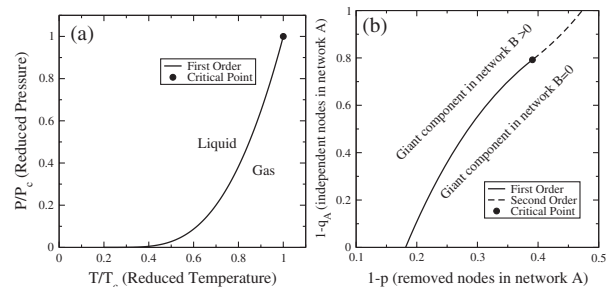 (a)
1
0.8
0.6
0.4
0.2
0
0
0.2
0.4
0.6
0.8
1
P/Pc (Reduced Pressure)
T/Tc (Reduced Temperature)
First Order
Critical Point
Liquid
Gas
(b)
1
0.8
0.6
0.4
0.2
0
0.1
0.2
0.3
0.4
0.5
1-qA (independent nodes in network A)
1-p (removed nodes in network A)
Giant component in network B >0
Giant component in network B=0
First Order
Second Order
Critical Point